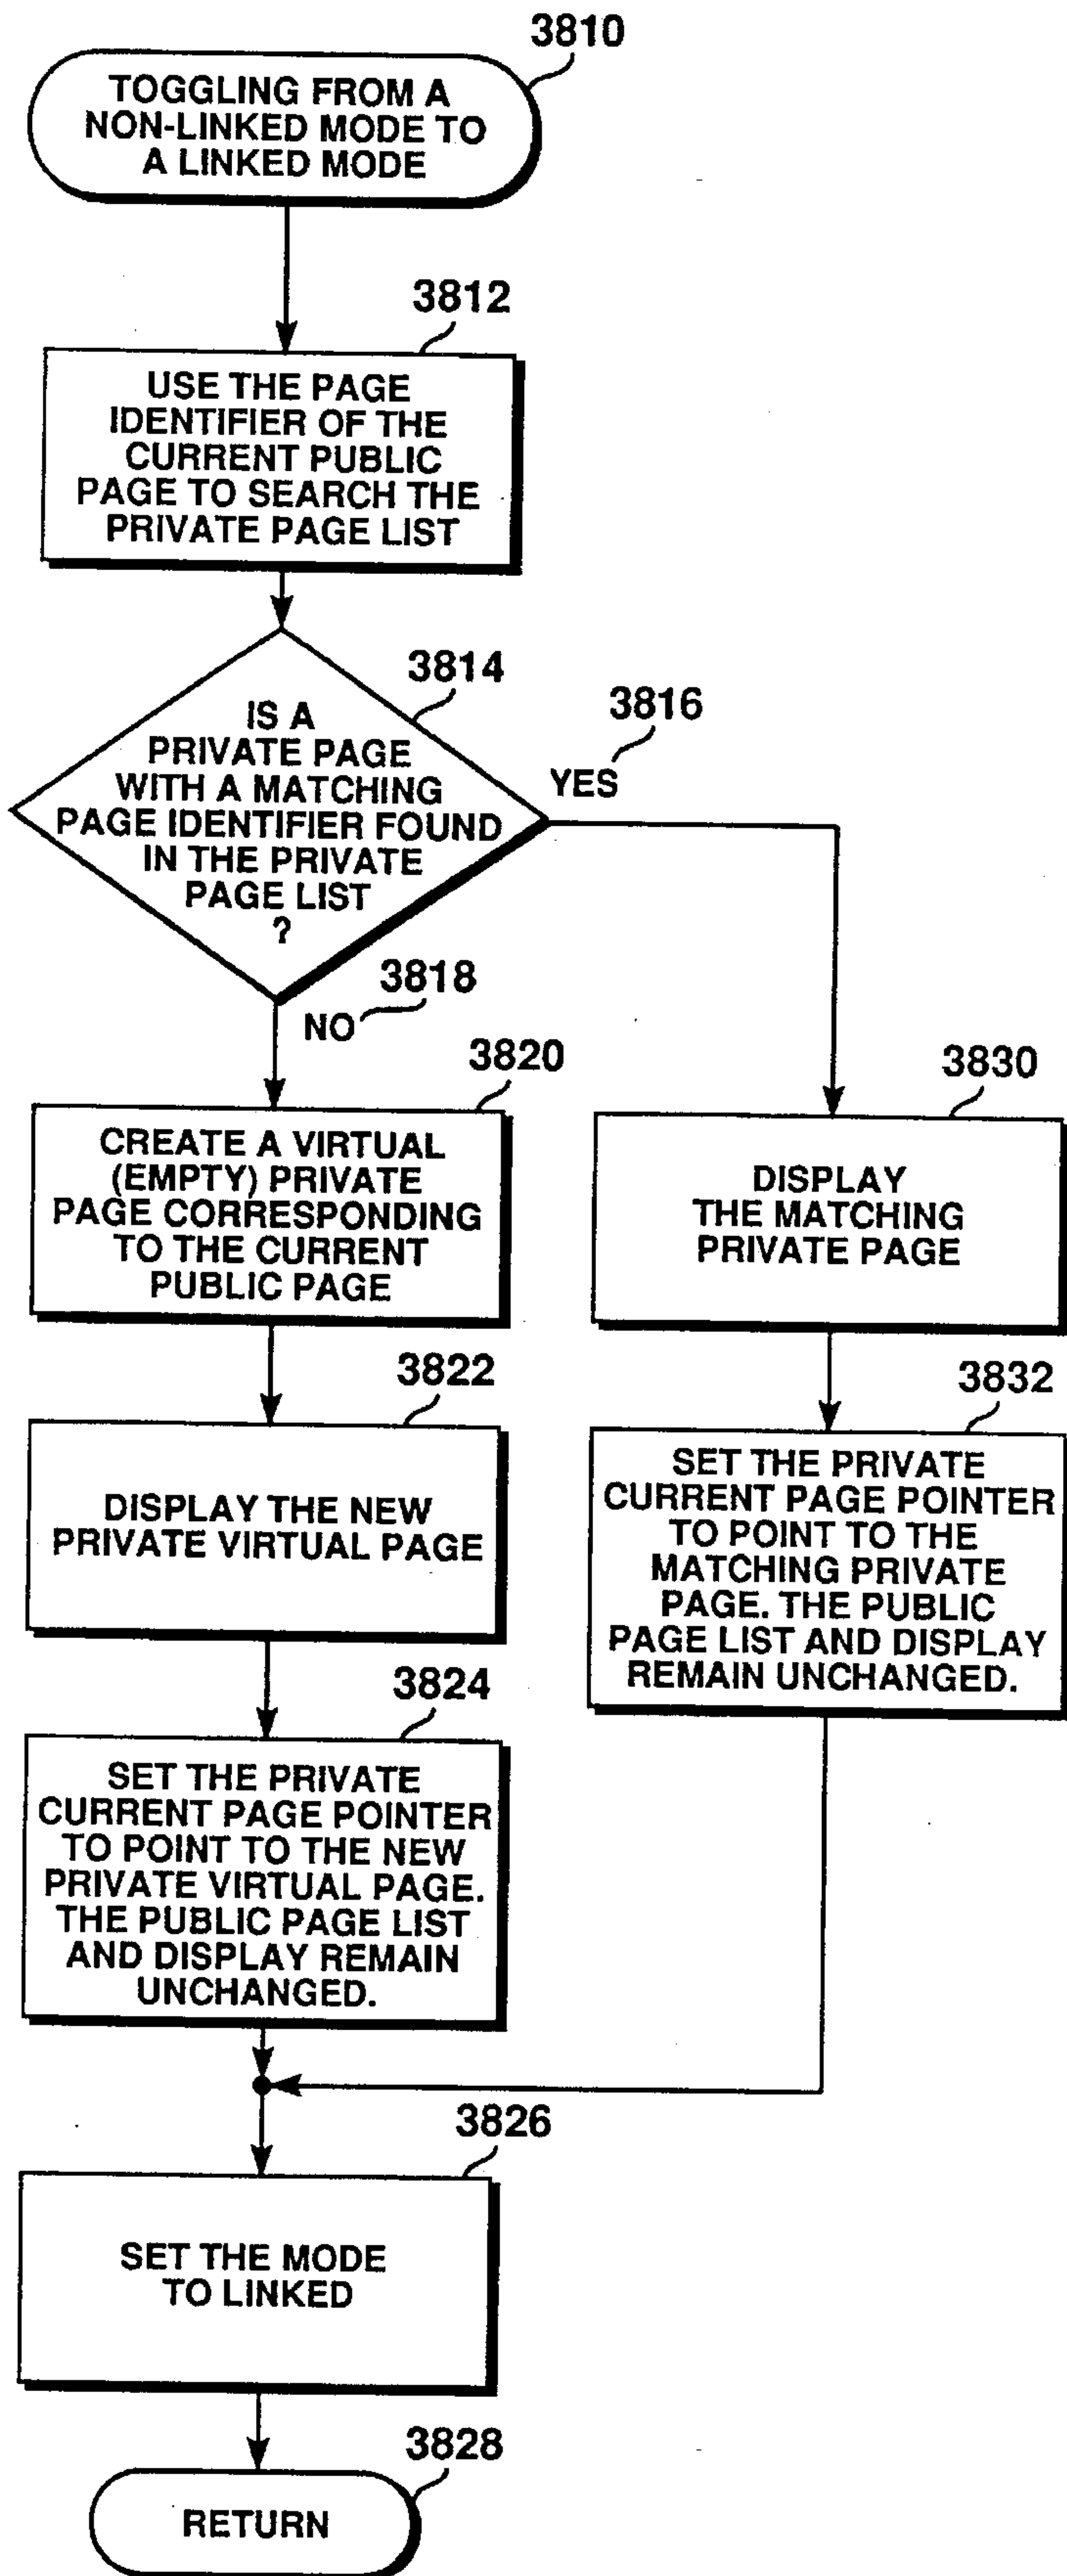 3810
TOGGLING FROM A
NON-LINKED MODE TO
A LINKED MODE
3812
USE THE PAGE
IDENTIFIER OF THE
CURRENT PUBLIC
PAGE TO SEARCH THE
PRIVATE PAGE LIST
3814
IS A
PRIVATE PAGE
WITH A MATCHING
PAGE IDENTIFIER FOUND
IN THE PRIVATE
PAGE LIST
?
3816
YES
3818
NO
3820
CREATE A VIRTUAL
(EMPTY) PRIVATE
PAGE CORRESPONDING
TO THE CURRENT
PUBLIC PAGE
3830
DISPLAY
THE MATCHING
PRIVATE PAGE
3822
DISPLAY THE NEW
PRIVATE VIRTUAL PAGE
3832
SET THE PRIVATE
CURRENT PAGE POINTER
TO POINT TO THE
MATCHING PRIVATE
PAGE. THE PUBLIC
PAGE LIST AND DISPLAY
REMAIN UNCHANGED.
3824
SET THE PRIVATE
CURRENT PAGE POINTER
TO POINT TO THE NEW
PRIVATE VIRTUAL PAGE.
THE PUBLIC PAGE LIST
AND DISPLAY REMAIN
UNCHANGED.
3826
SET THE MODE
TO LINKED
3828
RETURN